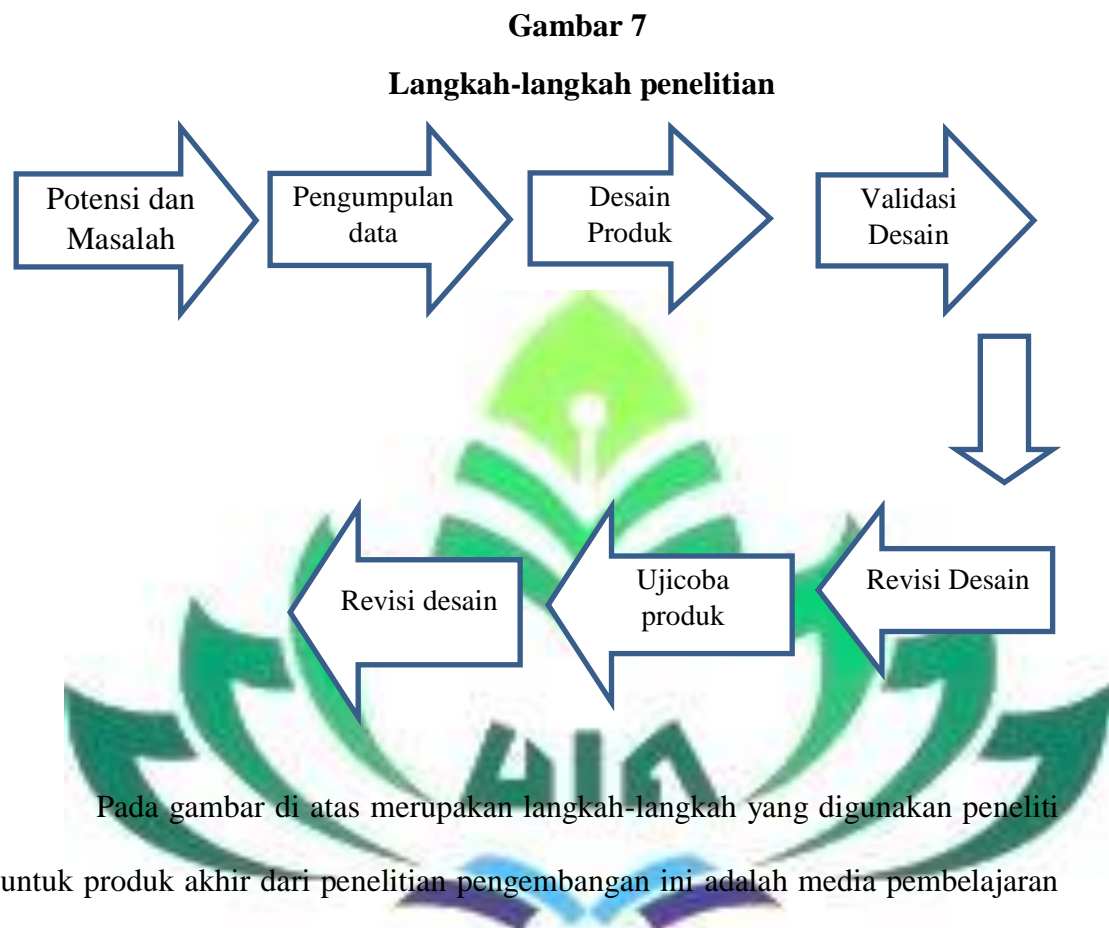 Gambar 7
Langkah-langkah penelitian
Potensi dan
Masalah
Pengumpulan
data
Desain
Produk
Validasi
Desain
Revisi Desain
Ujicoba
produk
Revisi desain
UIN
Pada gambar di atas merupakan langkah-langkah yang digunakan peneliti
untuk produk akhir dari penelitian pengembangan ini adalah media pembelajaran